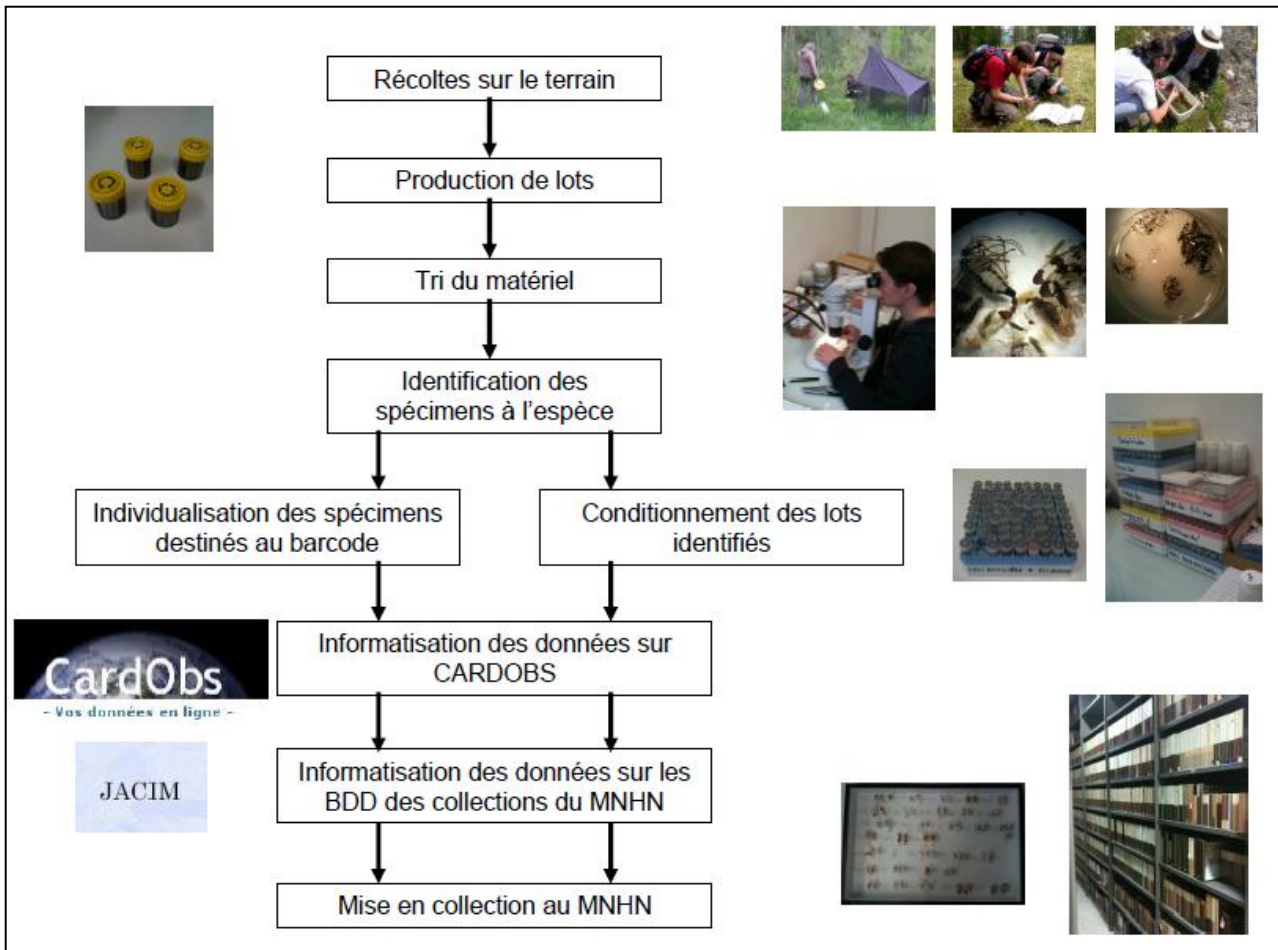 Récoltes sur le terrain
Production de lots
Tri du matériel
Identification des
spécimens à l'espèce
Individualisation des spécimens
destinés au barcode
Conditionnement des lots
identifiés
Informatisation des données sur
CARDOBS
CardObs
- Vos données en ligne -
Informatisation des données sur les
BDD des collections du MNHN
JACIM
Mise en collection au MNHN